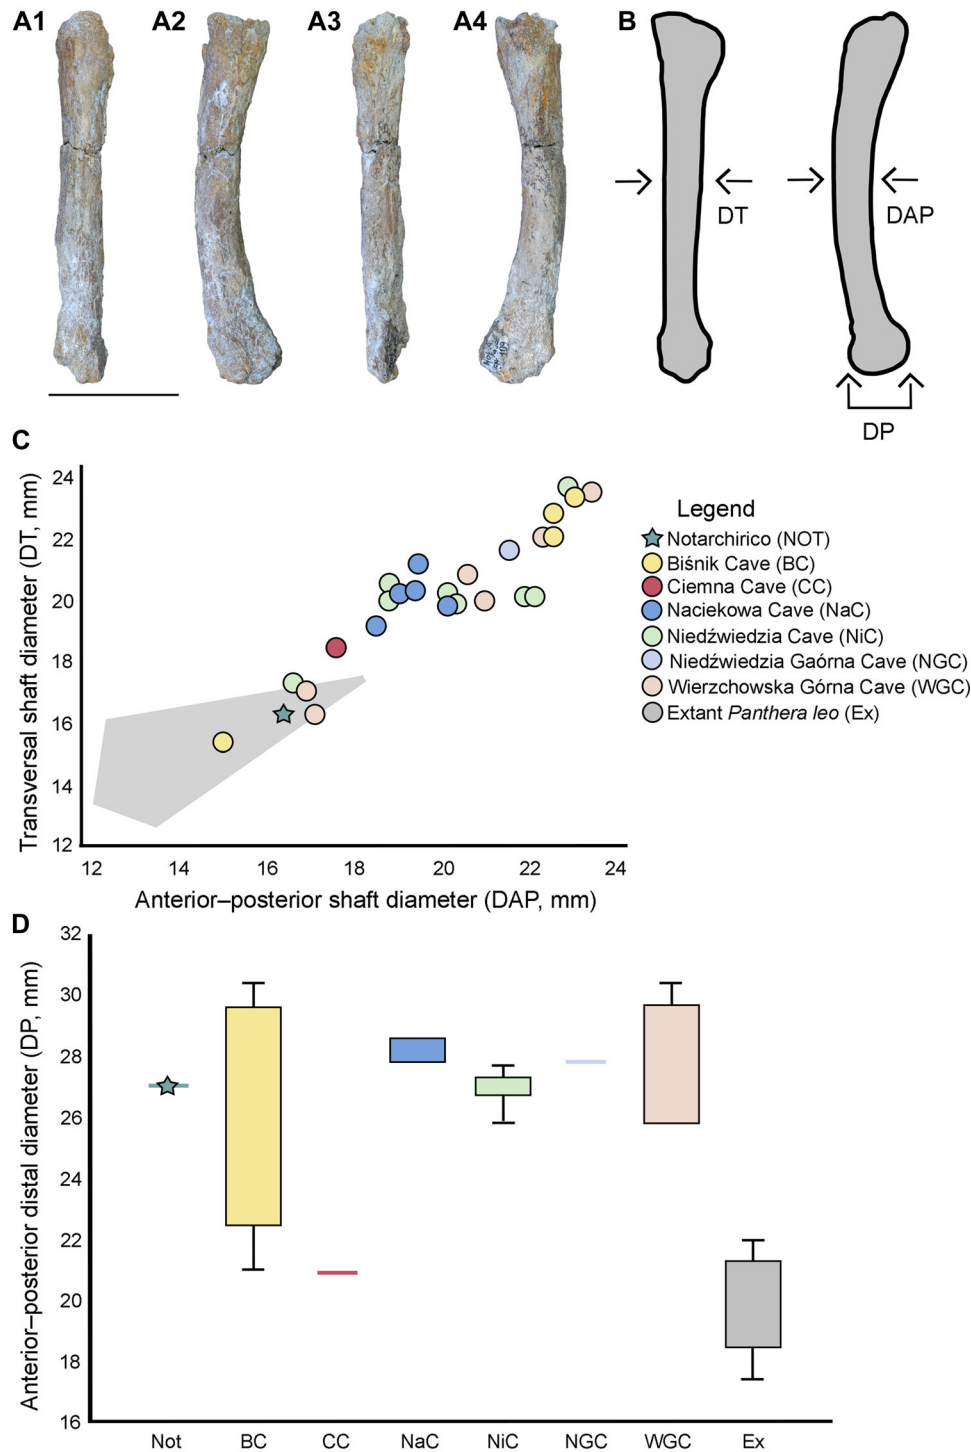 A1
A2
A3
A4
B
DT
DAP
DP
C
Transversal shaft diameter (DT, mm)
24
22
20
18
16
14
12
12 14 16 18 20 22 24
Anterior–posterior shaft diameter (DAP, mm)
Legend
Notarchirico (NOT)
Biśnik Cave (BC)
Ciemna Cave (CC)
Naciekowa Cave (NaC)
Niedźwiedzia Cave (NiC)
Niedźwiedzia Gaórna Cave (NGC)
Wierzchowska Górna Cave (WGC)
Extant Panthera leo (Ex)
D
Anterior–posterior distal diameter (DP, mm)
32
30
28
26
24
22
20
18
16
Not BC CC NaC NiC NGC WGC Ex